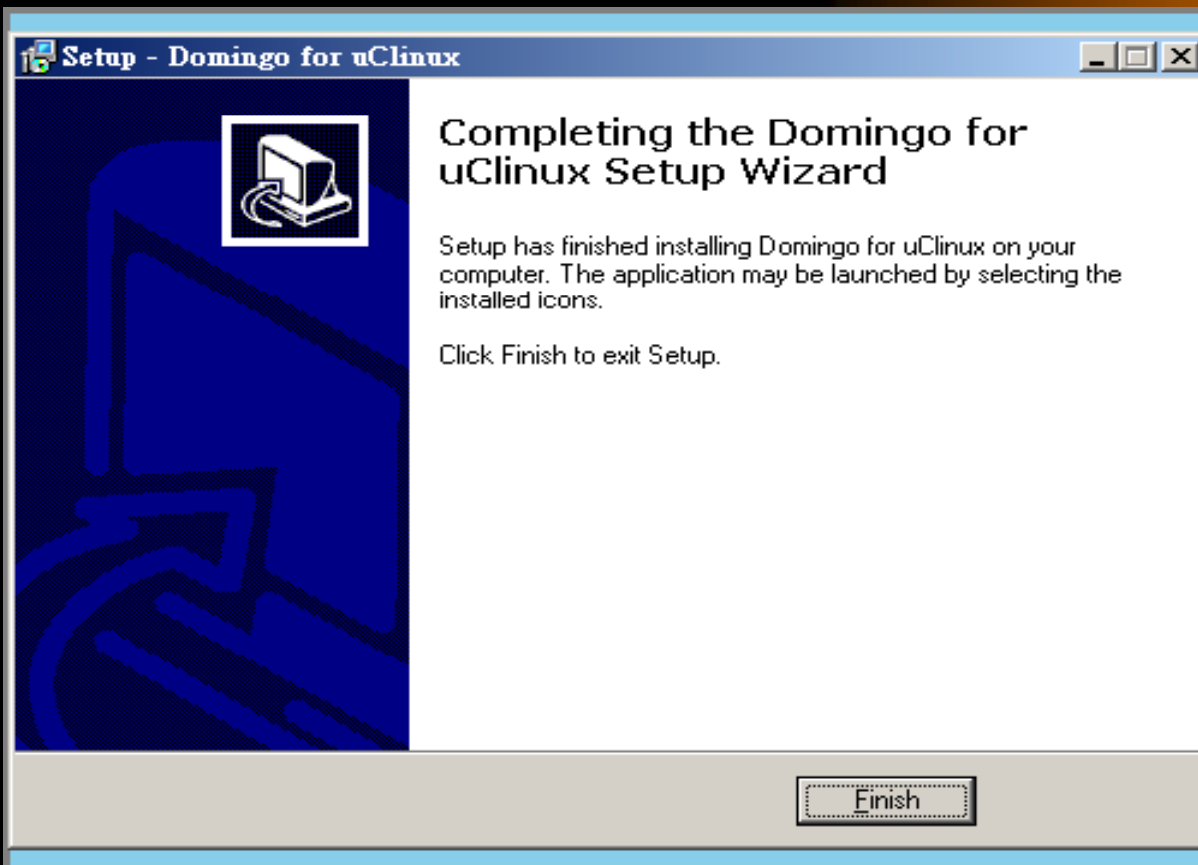 Setup - Domingo for uClinux
Completing the Domingo for
uClinux Setup Wizard
Setup has finished installing Domingo for uClinux on your
computer. The application may be launched by selecting the
installed icons.
Click Finish to exit Setup.
Finish